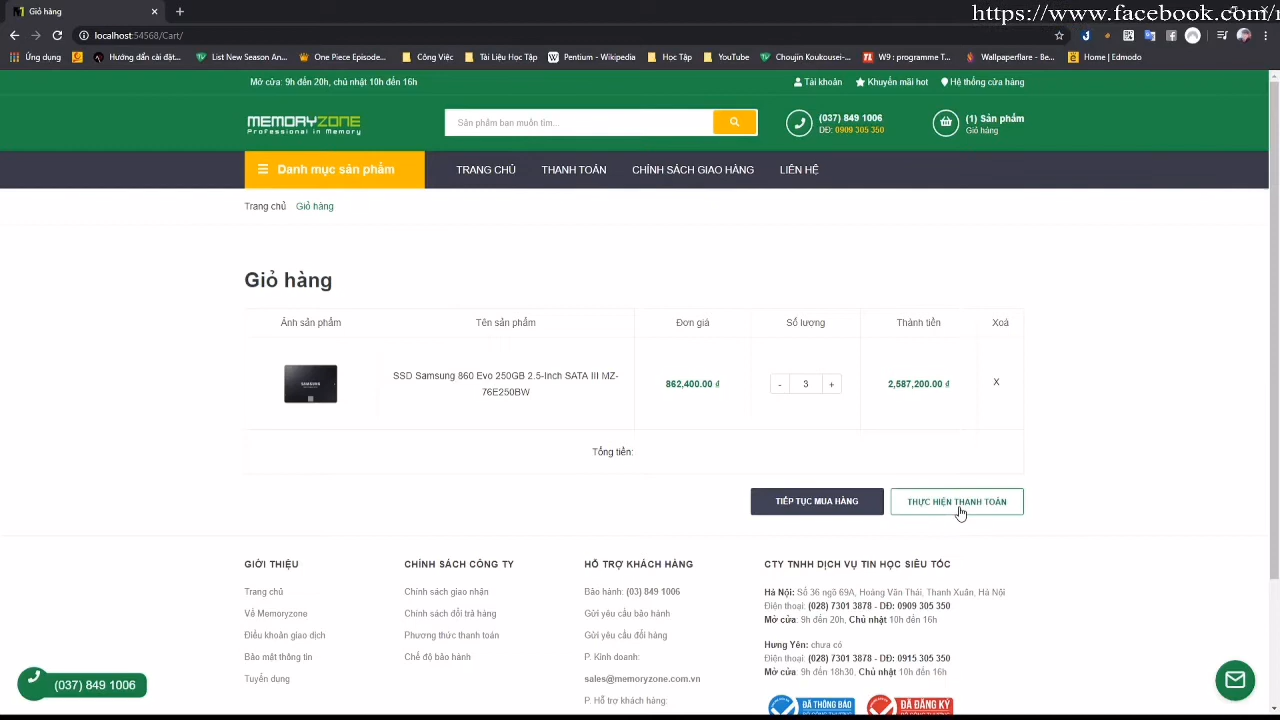 Giỏ hàng
https://www.facebook.com/
localhost:54568/Cart/
Ứng dụng
Hướng dẫn cài đặt...
List New Season An...
One Piece Episode...
Công Việc
Tài Liệu Học Tập
Pentium - Wikipedia
Học Tập
YouTube
Choujin Koukousei-...
W9 : programme T...
Wallpaperflare - Be...
Home | Edmodo
Mở cửa: 9h đến 20h, chủ nhật 10h đến 16h
Tài khoản
Khuyến mãi hot
Hệ thống cửa hàng
MEMORYZONE
Professional in Memory
Sản phẩm bạn muốn tìm...
(037) 849 1006
DĐ: 0909 305 350
(1) Sản phẩm
Giỏ hàng
Danh mục sản phẩm
TRANG CHỦ
THANH TOÁN
CHÍNH SÁCH GIAO HÀNG
LIÊN HỆ
Trang chủ Giỏ hàng
Giỏ hàng
Ảnh sản phẩm
Tên sản phẩm
Đơn giá
Số lượng
Thành tiền
Xoá
SAMSUNG
SSD Samsung 860 Evo 250GB 2.5-Inch SATA III MZ-
76E250BW
862,400.00 ₫
- 3 +
2,587,200.00 ₫
X
Tổng tiền:
TIẾP TỤC MUA HÀNG
THỰC HIỆN THANH TOÁN
GIỚI THIỆU
Trang chủ
Về Memoryzone
Điều khoản giao dịch
Bảo mật thông tin
Tuyển dụng
CHÍNH SÁCH CÔNG TY
Chính sách giao nhận
Chính sách đổi trả hàng
Phương thức thanh toán
Chế độ bảo hành
HỖ TRỢ KHÁCH HÀNG
Bảo hành: (03) 849 1006
Gửi yêu cầu bảo hành
Gửi yêu cầu đổi hàng
P. Kinh doanh:
sales@memoryzone.com.vn
P. Hỗ trợ khách hàng:
CTY TNHH DỊCH VỤ TIN HỌC SIÊU TỐC
Hà Nội: Số 36 ngõ 69A, Hoàng Văn Thái, Thanh Xuân, Hà Nội
Điện thoại: (028) 7301 3878 - DĐ: 0909 305 350
Mở cửa: 9h đến 20h, Chủ nhật 10h đến 16h
Hưng Yên: chưa có
Điện thoại: (028) 7301 3878 - DĐ: 0915 305 350
Mở cửa: 9h đến 18h30, Chủ nhật 10h đến 16h
ĐÃ THÔNG BÁO
ĐÃ ĐĂNG KÝ
(037) 849 1006